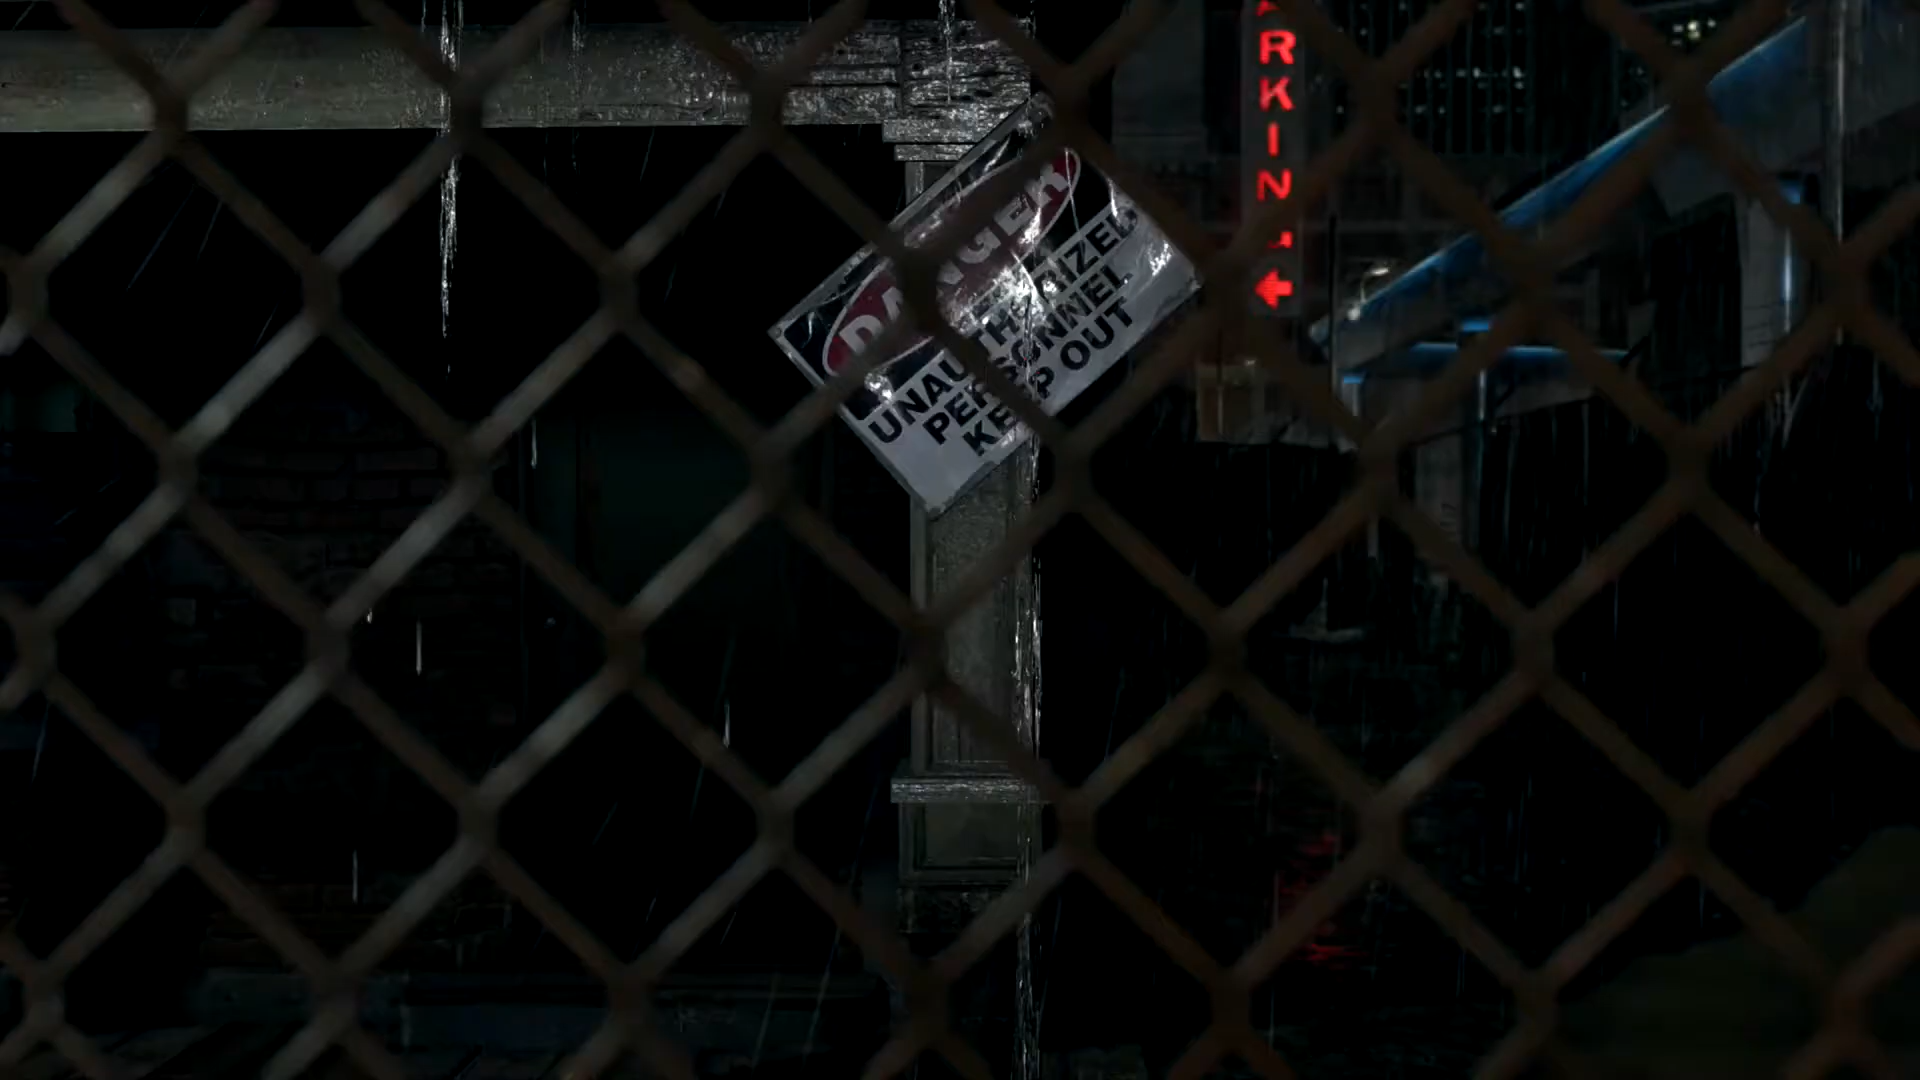 DANGER
UNAUTHORIZED
PERSONNEL
KEEP OUT
ARKIN